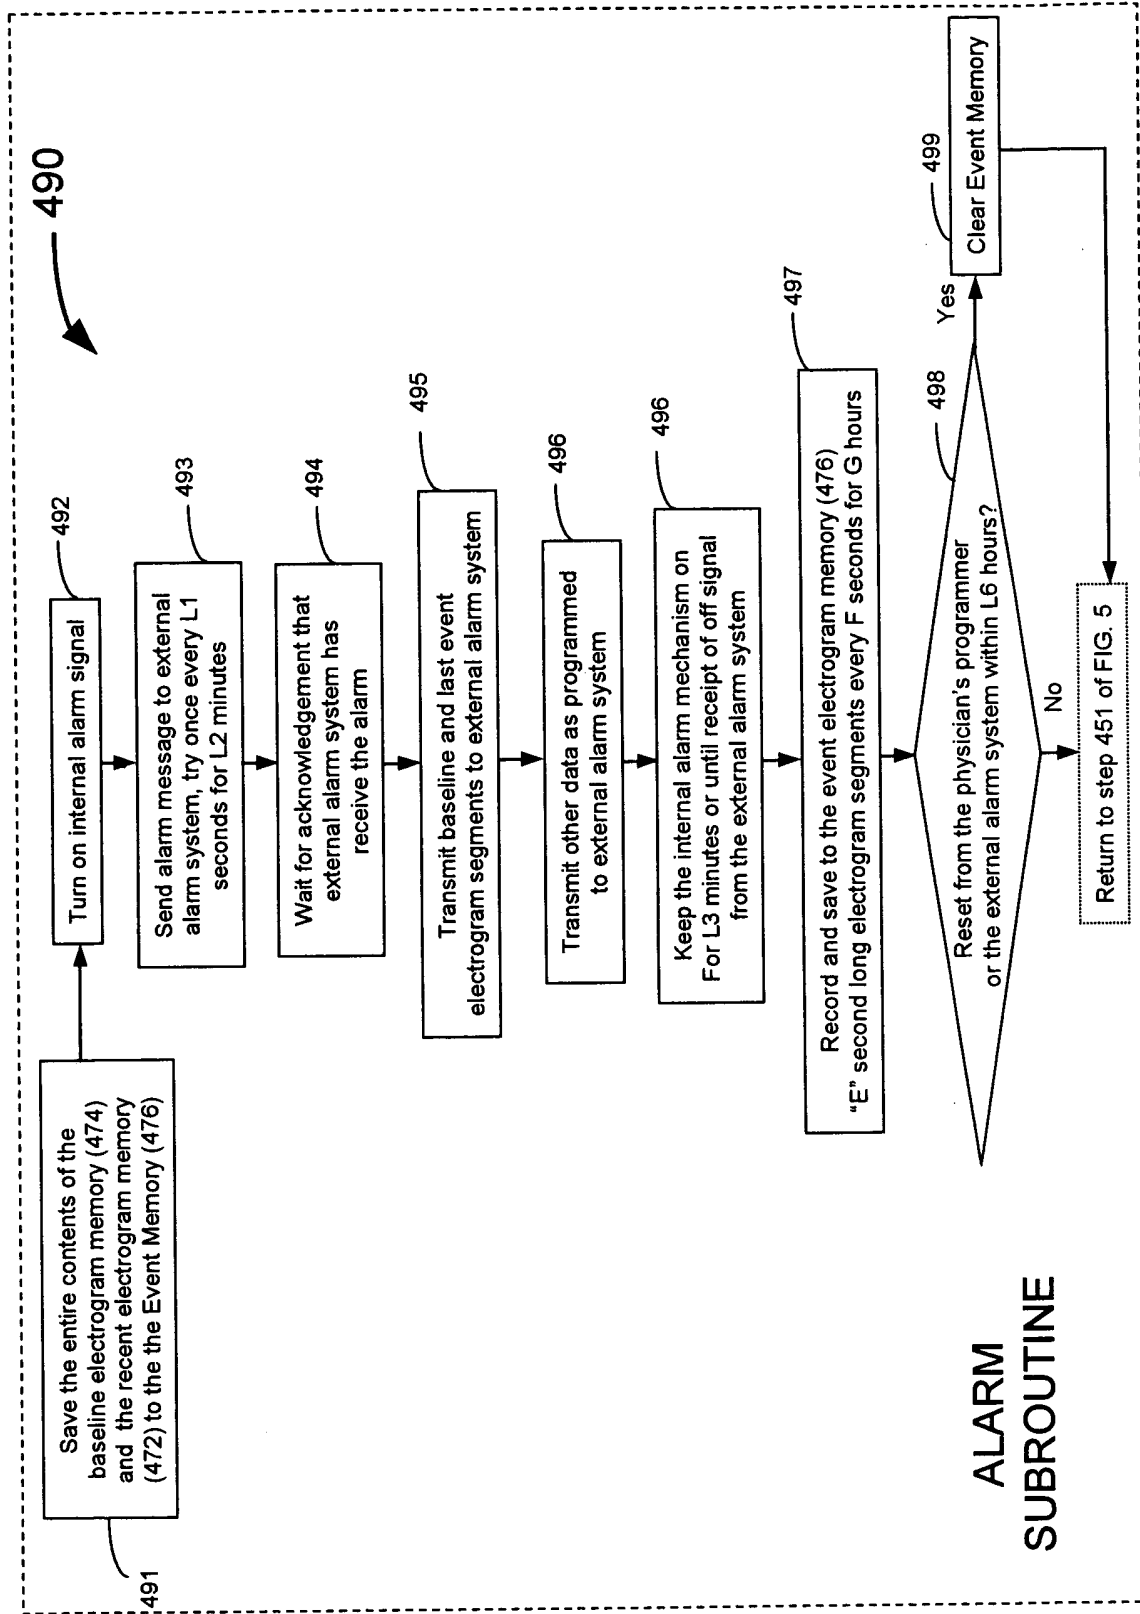 490
491
Save the entire contents of the
baseline electrogram memory (474)
and the recent electrogram memory
(472) to the the Event Memory (476)
492
Turn on internal alarm signal
493
Send alarm message to external
alarm system, try once every L1
seconds for L2 minutes
494
Wait for acknowledgement that
external alarm system has
receive the alarm
495
Transmit baseline and last event
electrogram segments to external alarm system
496
Transmit other data as programmed
to external alarm system
496
Keep the internal alarm mechanism on
For L3 minutes or until receipt of off signal
from the external alarm system
497
Record and save to the event electrogram memory (476)
“E” second long electrogram segments every F seconds for G hours
498
Reset from the physician's programmer
or the external alarm system within L6 hours?
Yes
499
Clear Event Memory
No
Return to step 451 of FIG. 5
ALARM
SUBROUTINE